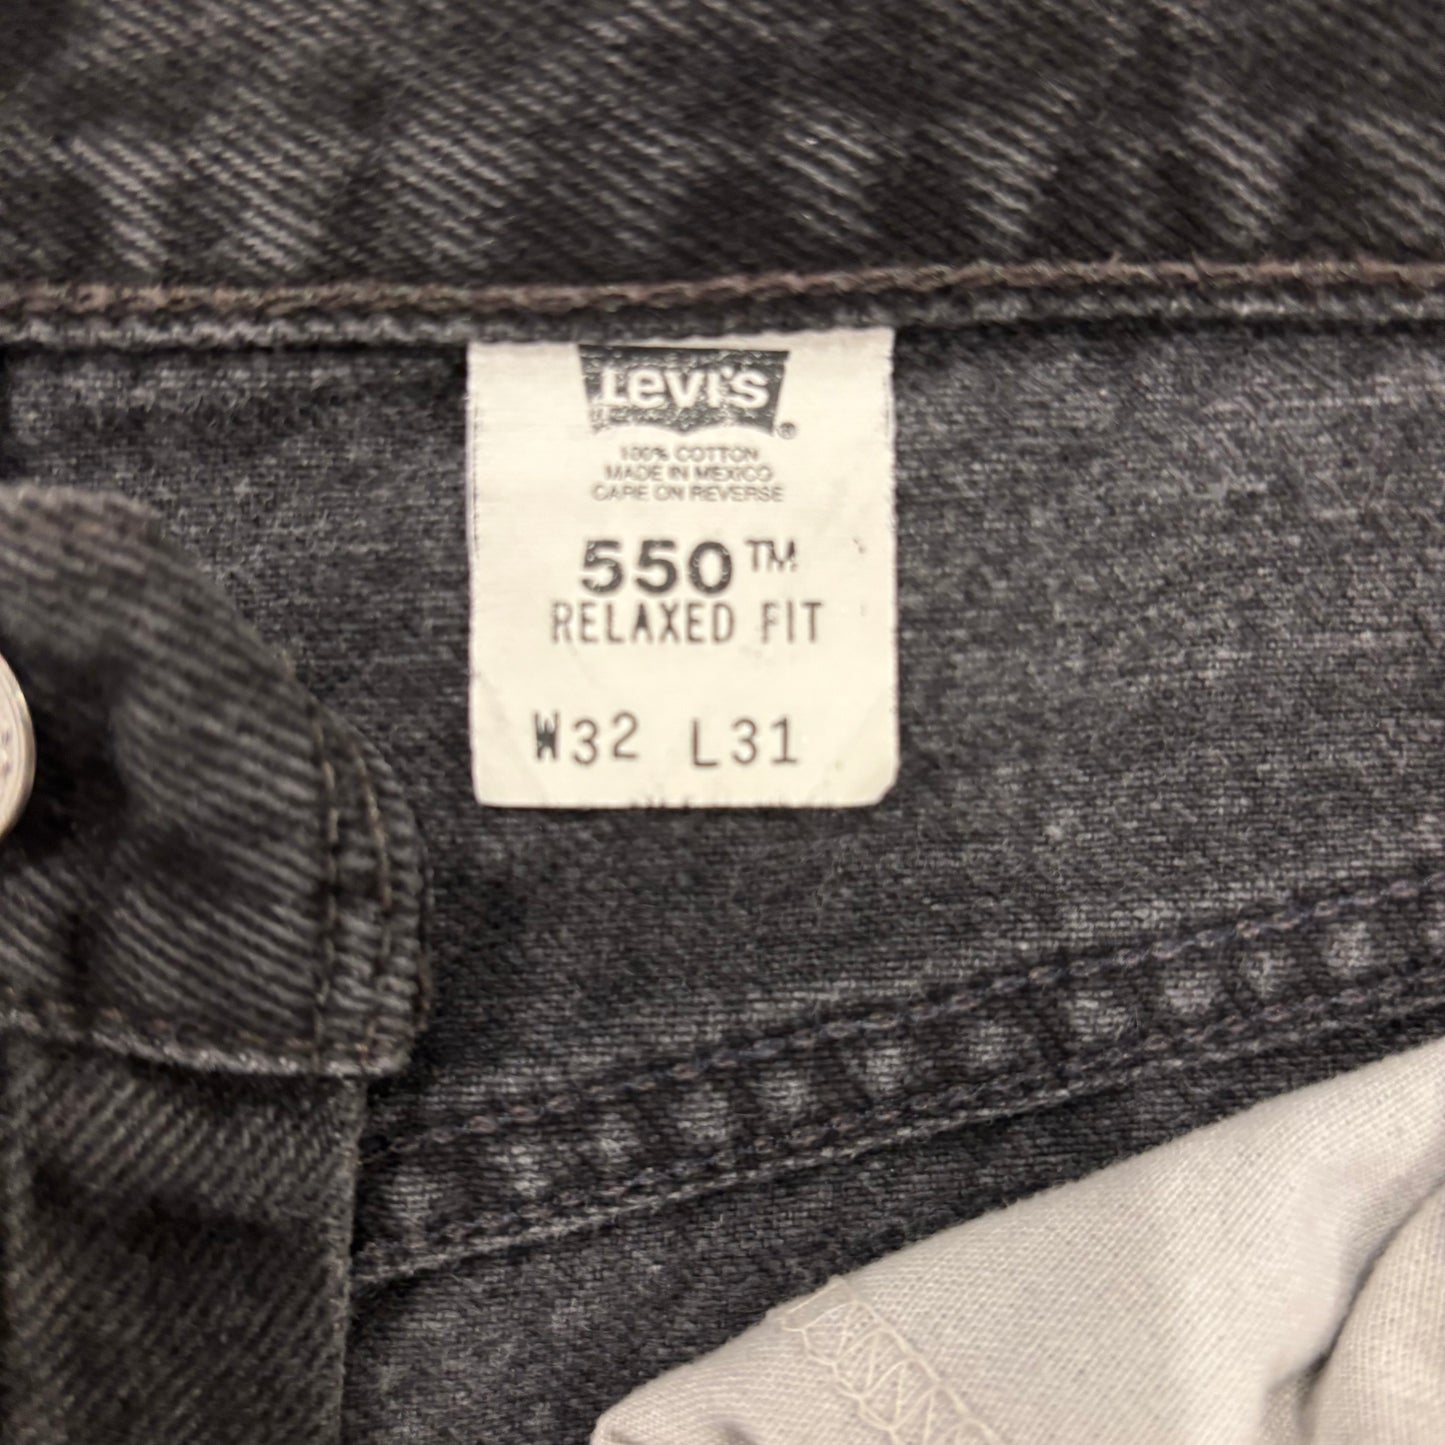 LEVI'S®
100% COTTON
MADE IN MEXICO
CARE ON REVERSE
550™
RELAXED FIT
W32 L31